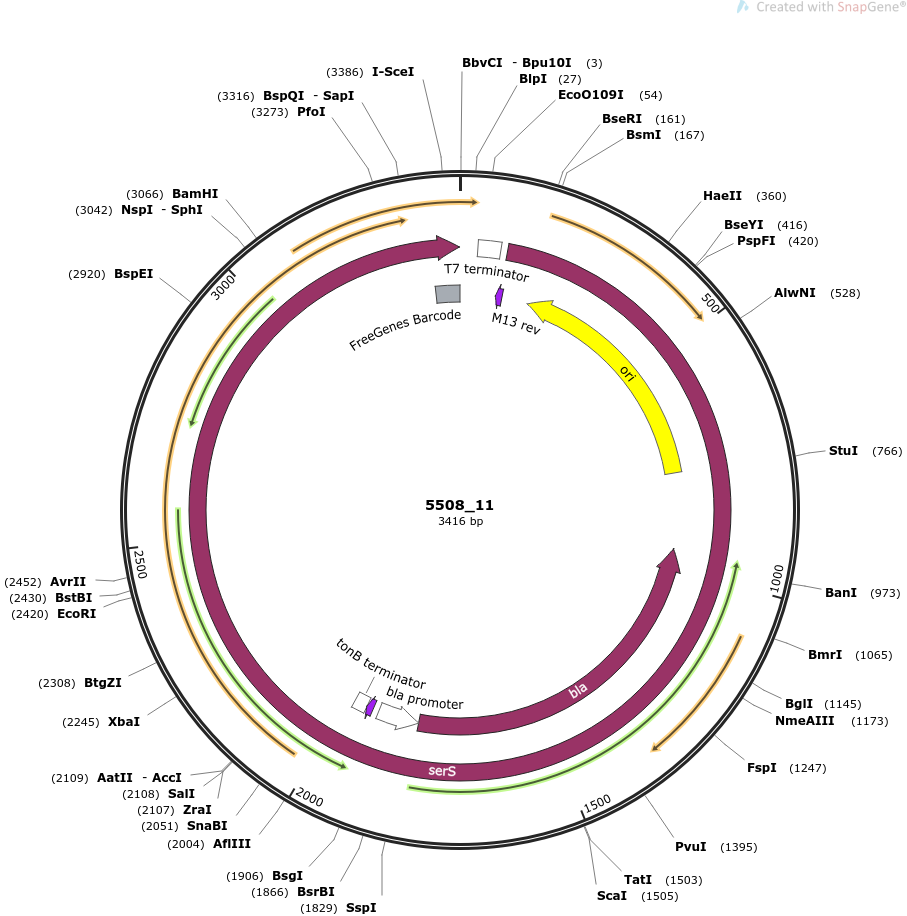 Created with SnapGene®
(3386) I-SceI
BbvCI - Bpu10I (3)
BlpI (27)
EcoO109I (54)
(3316) BspQI - SapI
(3273) PfoI
BseRI (161)
BsmI (167)
(3066) BamHI
(3042) NspI - SphI
HaeII (360)
BseYI (416)
PspFI (420)
(2920) BspEI
AlwNI (528)
3000
500
T7 terminator
FreeGenes Barcode
M13 rev
ori
StuI (766)
5508_11
3416 bp
2500
1000
(2452) AvrII
(2430) BstBI
(2420) EcoRI
BanI (973)
BmrI (1065)
(2308) BtgZI
tonB terminator
bla promoter
bla
BglI (1145)
NmeAIII (1173)
(2245) XbaI
serS
FspI (1247)
(2109) AatII - AccI
(2108) SalI
(2107) ZraI
(2051) SnaBI
(2004) AflIII
2000
1500
PvuI (1395)
(1906) BsgI
(1866) BsrBI
(1829) SspI
TatI (1503)
ScaI (1505)